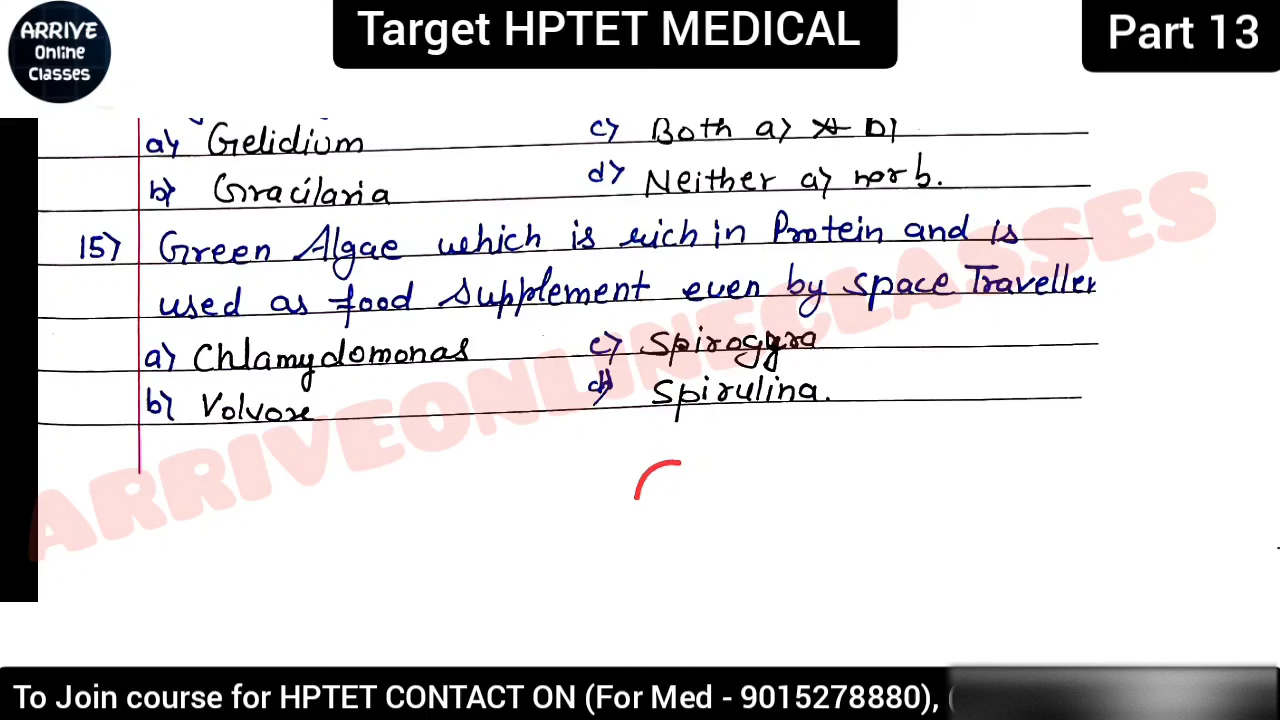 ARRIVE
Online
Classes
Target HPTET MEDICAL
Part 13
a) Gelidium
c) Both a) & b)
b) Gracilaria
d) Neither a) nor b.
15) Green Algae which is rich in Protein and is
used as food Supplement even by space Traveller
a) Chlamydomonas
c) Spirogyra
b) Volvox
d) Spirulina.
ARRIVEONLINECLASSES
To Join course for HPTET CONTACT ON (For Med - 9015278880), (